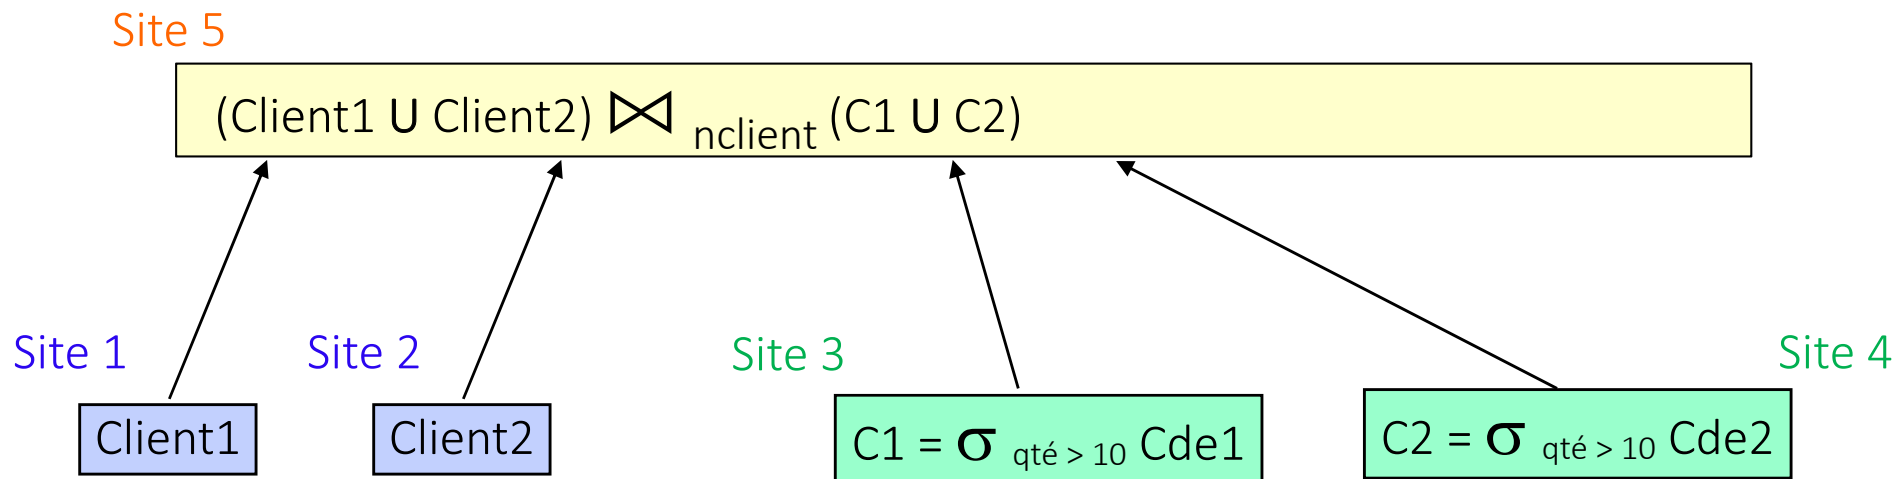 Site 5
(Client1 U Client2) ⋈ nclient (C1 U C2)
Site 1
Site 2
Site 3
Site 4
Client1
Client2
C1 = σ qté > 10 Cde1
C2 = σ qté > 10 Cde2